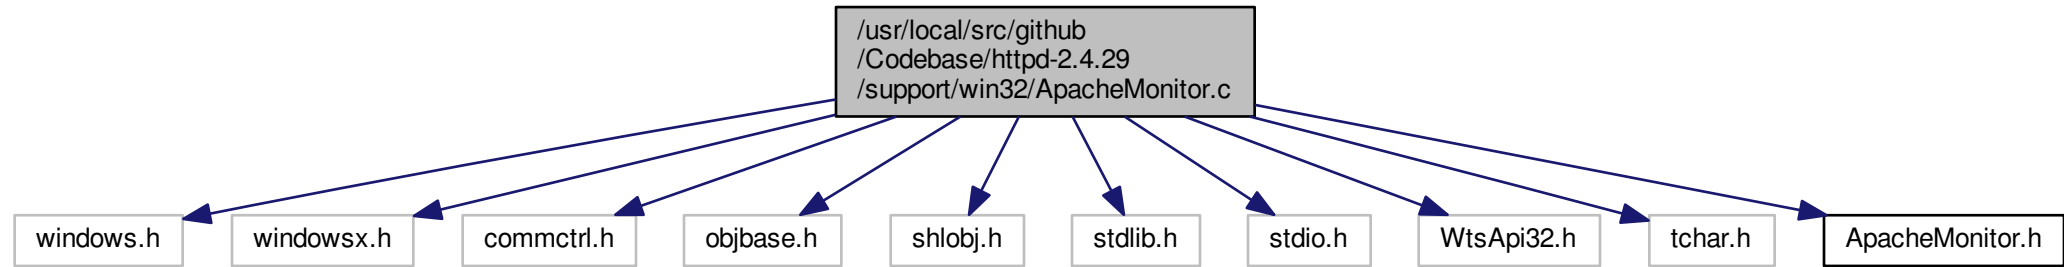 /usr/local/src/github
/Codebase/httpd-2.4.29
/support/win32/ApacheMonitor.c
windows.h
windowsx.h
commctrl.h
objbase.h
shlobj.h
stdlib.h
stdio.h
WtsApi32.h
tchar.h
ApacheMonitor.h